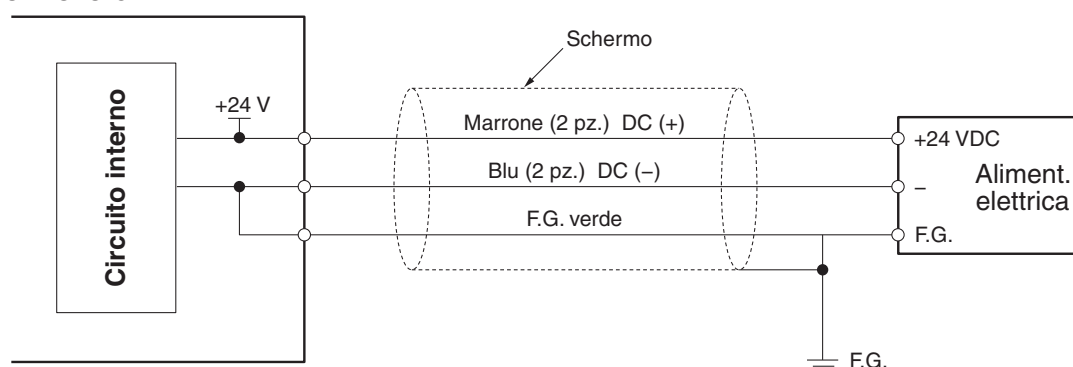 Schermo
Circuito interno
+24 V
Marrone (2 pz.) DC (+)
+24 VDC
Blu (2 pz.) DC (–)
–
Aliment.
elettrica
F.G. verde
F.G.
F.G.